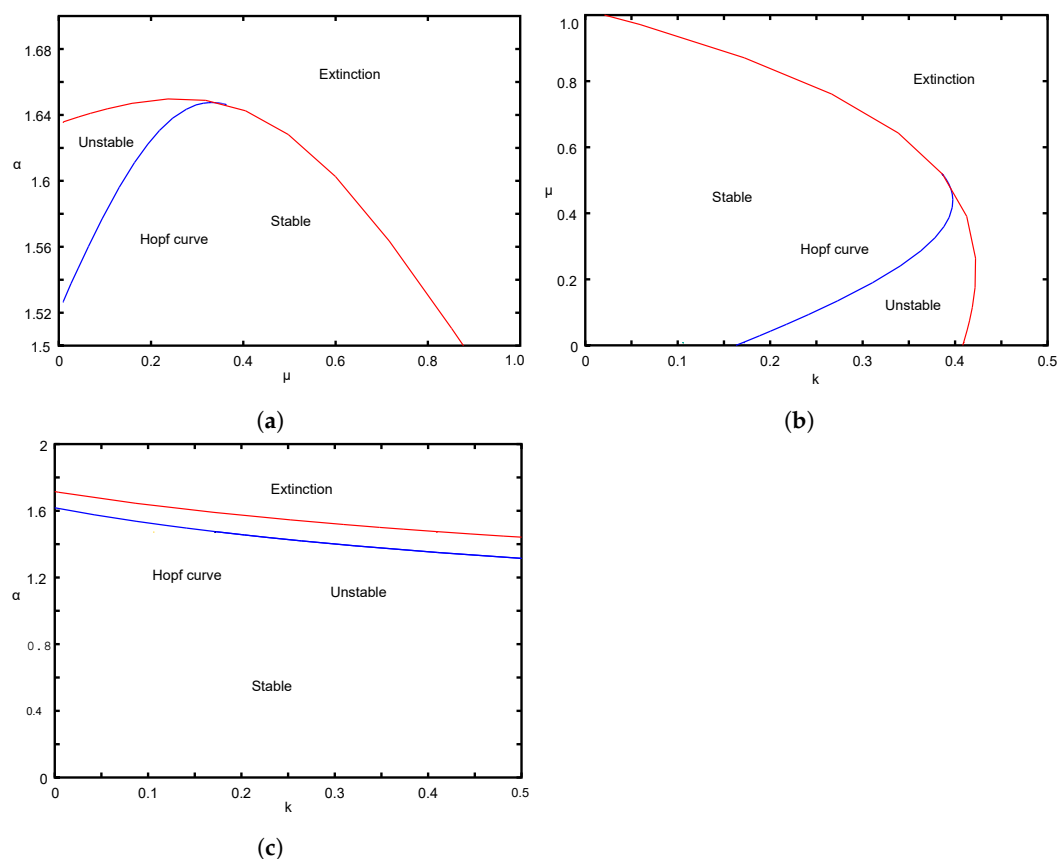 1.68
1.64
1.6
1.56
1.52
1.5
α
Extinction
Unstable
Stable
Hopf curve
0 0.2 0.4 0.6 0.8 1.0
μ
(a)
1.0
0.8
0.6
0.4
0.2
0
μ
Extinction
Stable
Hopf curve
Unstable
0 0.1 0.2 0.3 0.4 0.5
k
(b)
2
1.6
1.2
0.8
0.4
0
α
Extinction
Hopf curve
Unstable
Stable
0 0.1 0.2 0.3 0.4 0.5
k
(c)